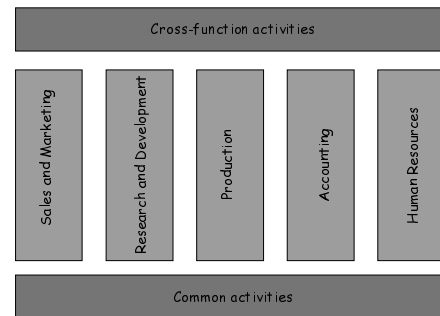 Cross-function activities
Sales and Marketing
Research and Development
Production
Accounting
Human Resources
Common activities